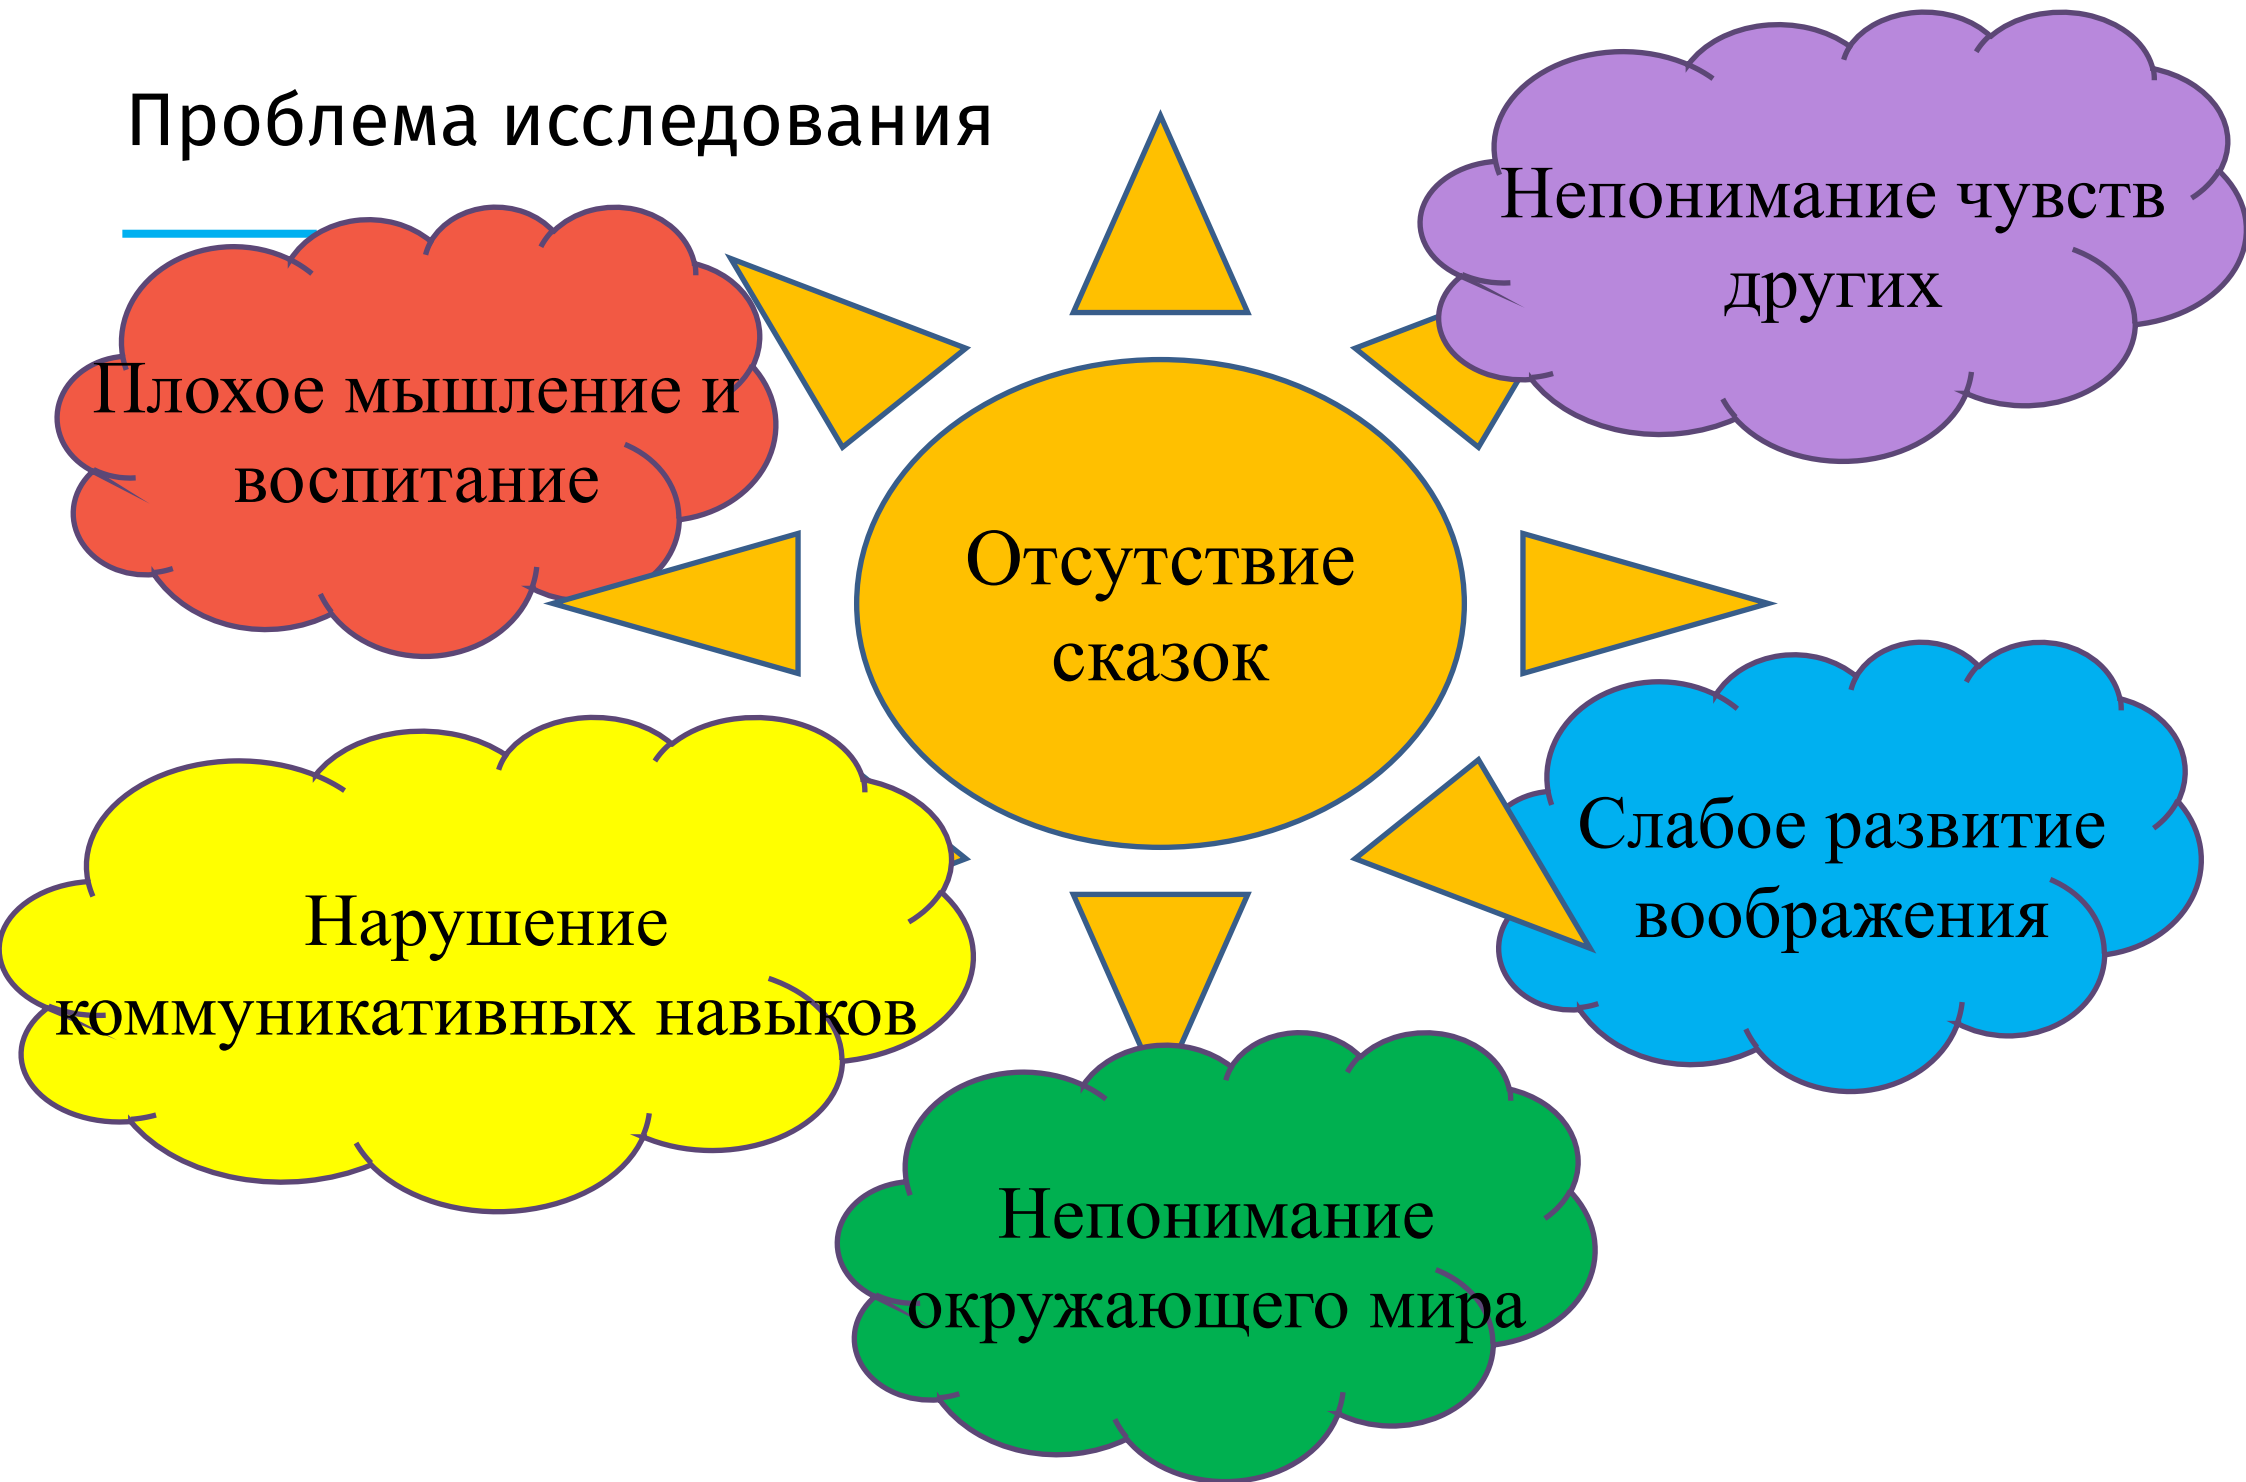 Проблема исследования
Непонимание чувств
других
Плохое мышление и
воспитание
Отсутствие
сказок
Слабое развитие
воображения
Нарушение
коммуникативных навыков
Непонимание
окружающего мира